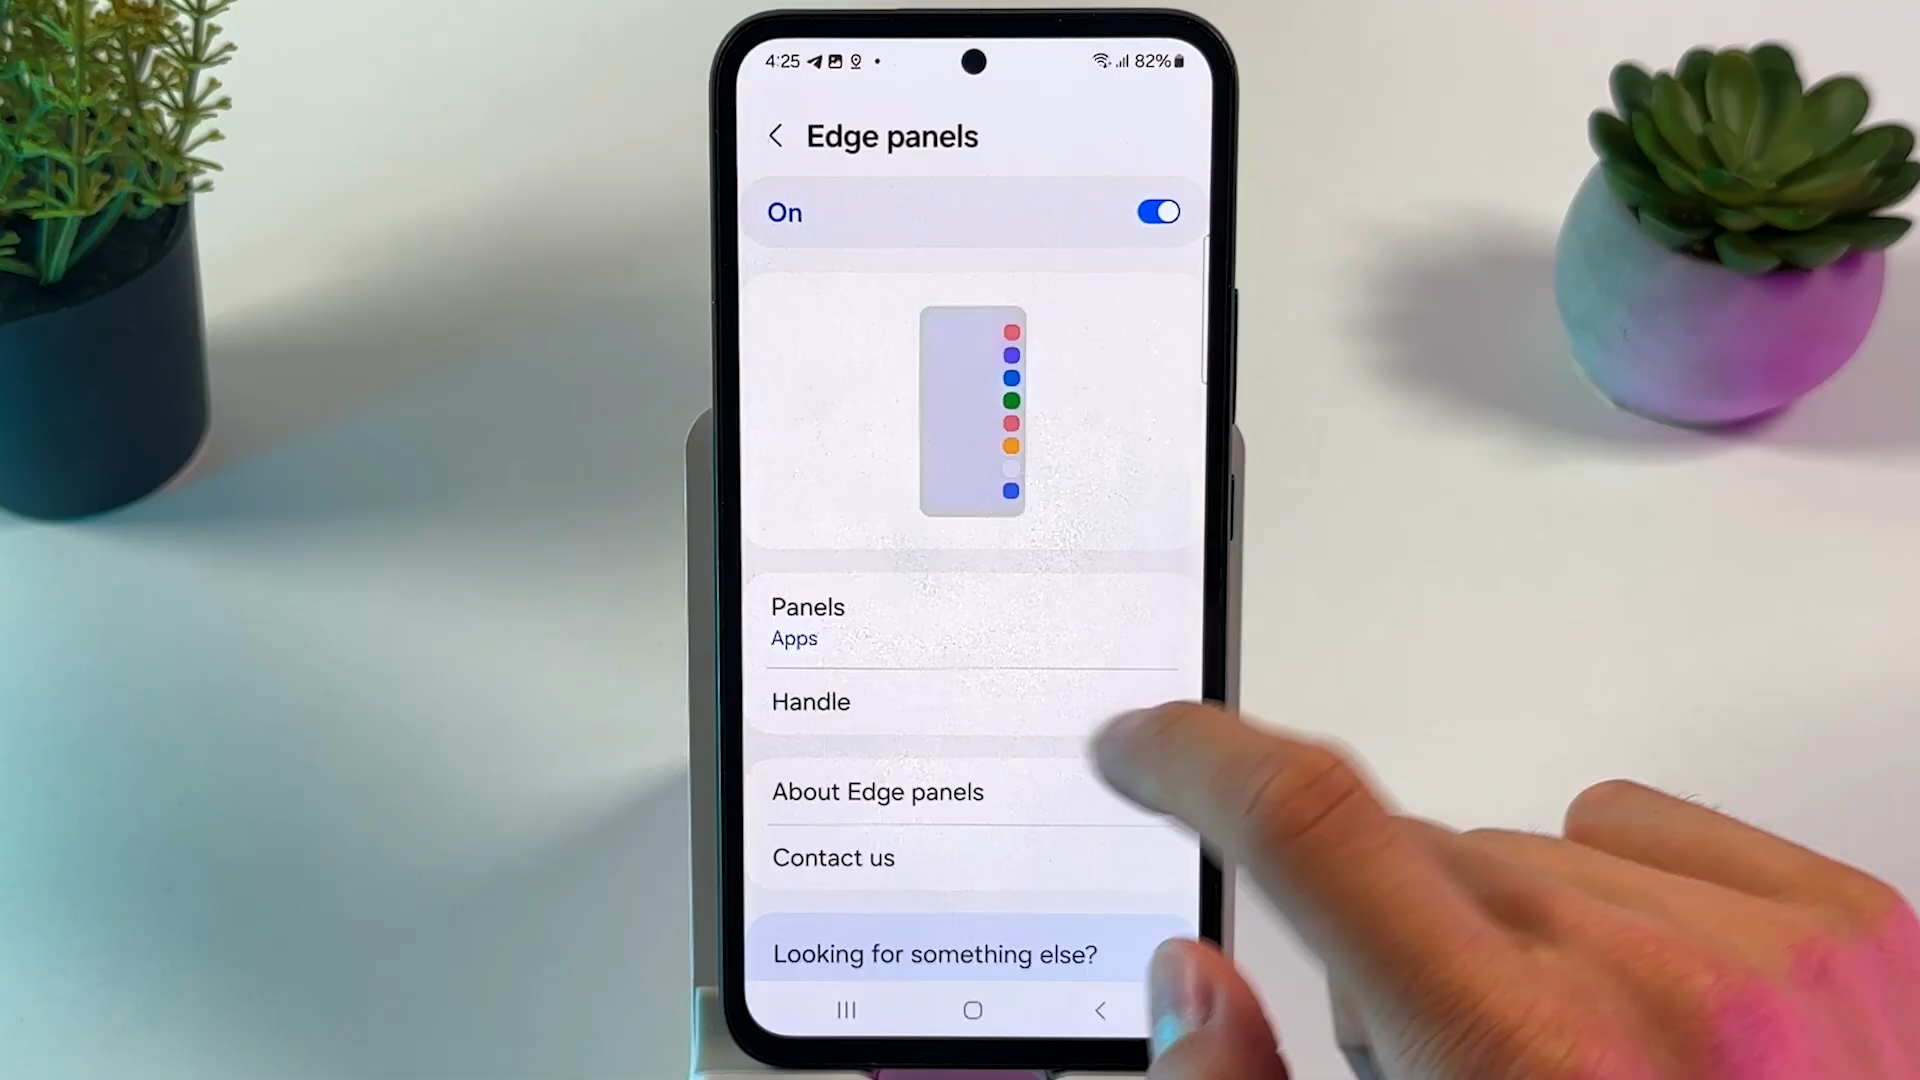 4:25 82%
Edge panels
On
Panels
Apps
Handle
About Edge panels
Contact us
Looking for something else?